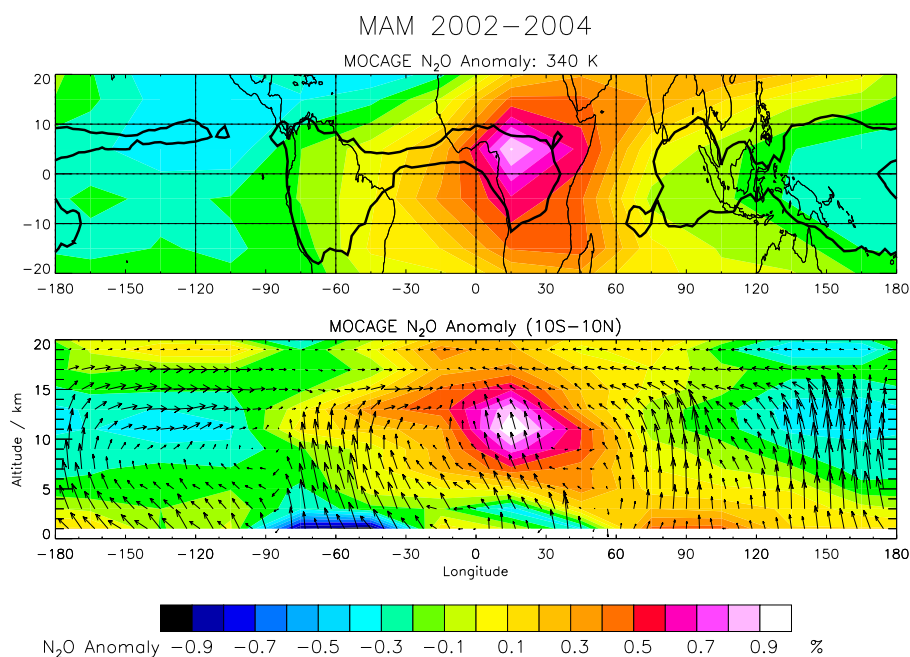 MAM 2002−2004
MOCAGE N₂O Anomaly: 340 K
20
10
0
−10
−20
−180 −150 −120 −90 −60 −30 0 30 60 90 120 150 180
MOCAGE N₂O Anomaly (10S−10N)
20
15
10
5
0
Altitude / km
−180 −150 −120 −90 −60 −30 0 30 60 90 120 150 180
Longitude
N₂O Anomaly −0.9 −0.7 −0.5 −0.3 −0.1 0.1 0.3 0.5 0.7 0.9 %